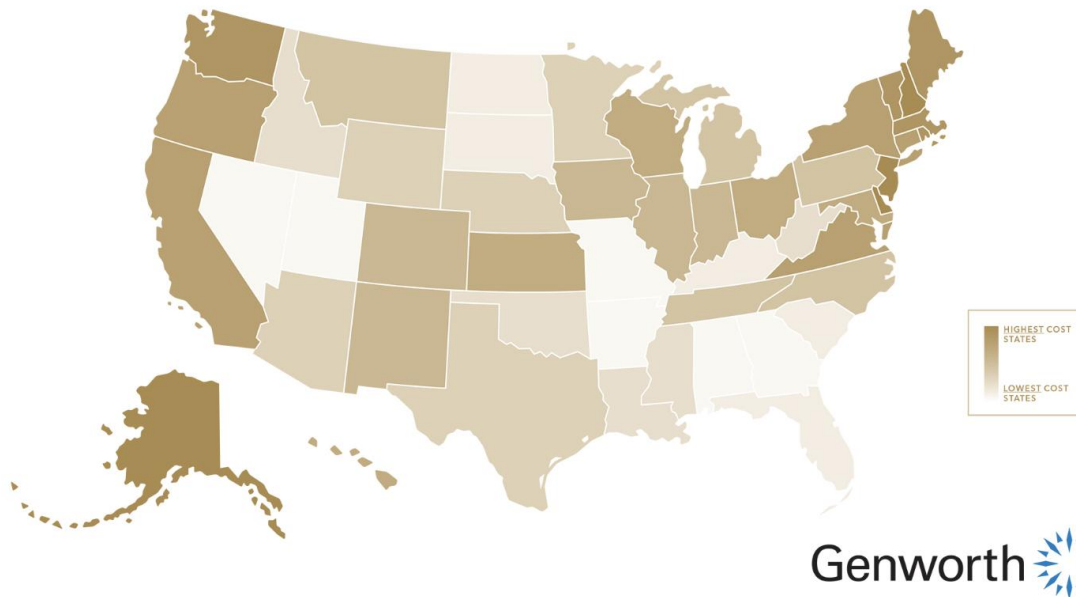 HIGHEST COST
STATES
LOWEST COST
STATES
Genworth